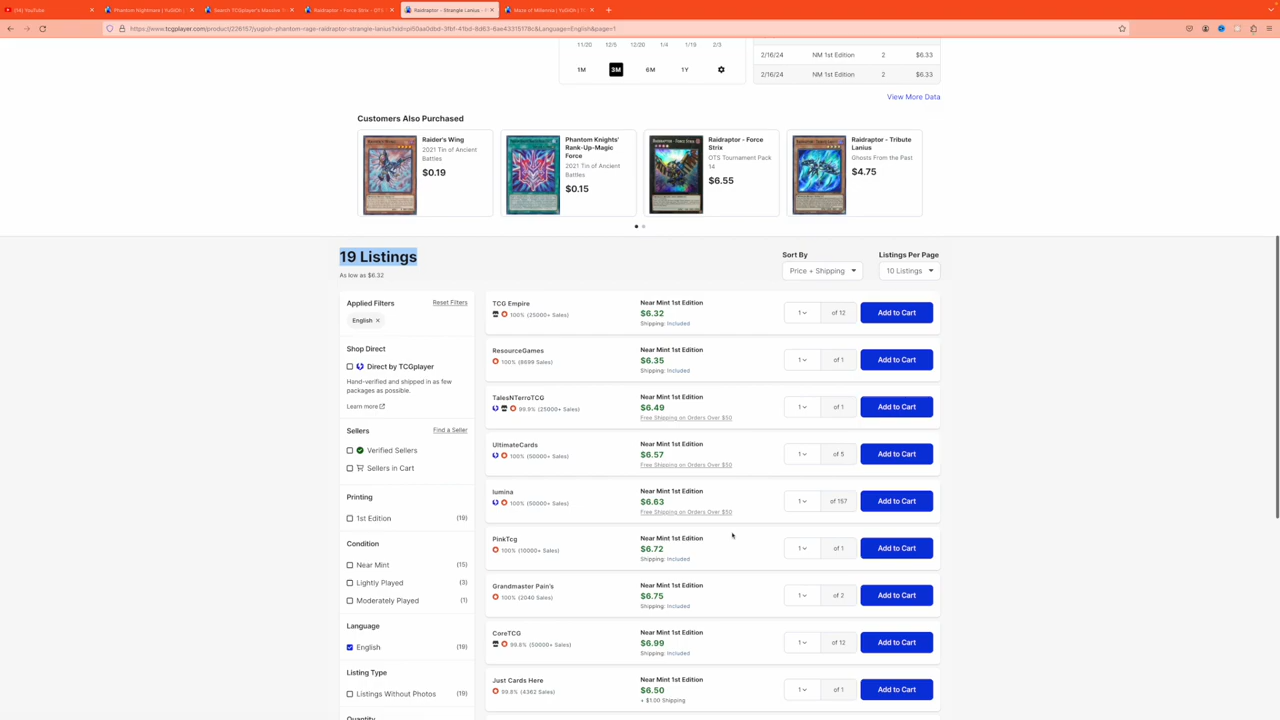 (14) YouTube
Phantom Nightmare | YuGiOh |
Search TCGplayer's Massive
Raidraptor - Force Strix - OTS
Raidraptor - Strangle Lanius -
Maze of Millennia | YuGiOh | TC
https://www.tcgplayer.com/product/226157/yugioh-phantom-rage-raidraptor-strangle-lanius?xid=pi50aa0dbd-3fbf-41bd-8d63-6ae43315178c&Language=English&page=1
11/20 12/5 12/20 1/4 1/19 2/3
1M 3M 6M 1Y
2/16/24 NM 1st Edition 2 $6.33
2/16/24 NM 1st Edition 2 $6.33
View More Data
Customers Also Purchased
Raider's Wing
2021 Tin of Ancient
Battles
$0.19
Phantom Knights'
Rank-Up-Magic
Force
2021 Tin of Ancient
Battles
$0.15
Raidraptor - Force
Strix
OTS Tournament Pack
14
$6.55
Raidraptor - Tribute
Lanius
Ghosts From the Past
$4.75
19 Listings
As low as $6.32
Sort By
Price + Shipping
Listings Per Page
10 Listings
Applied Filters
Reset Filters
English ×
Shop Direct
Direct by TCGplayer
Hand-verified and shipped in as few
packages as possible.
Learn more
Sellers
Find a Seller
Verified Sellers
Sellers in Cart
Printing
1st Edition (19)
Condition
Near Mint (15)
Lightly Played (3)
Moderately Played (1)
Language
English (19)
Listing Type
Listings Without Photos (19)
Quantity
TCG Empire
100% (25000+ Sales)
Near Mint 1st Edition
$6.32
Shipping: Included
1 of 12
Add to Cart
ResourceGames
100% (8699 Sales)
Near Mint 1st Edition
$6.35
Shipping: Included
1 of 1
Add to Cart
TalesNTerroTCG
99.9% (25000+ Sales)
Near Mint 1st Edition
$6.49
Free Shipping on Orders Over $50
1 of 1
Add to Cart
UltimateCards
100% (50000+ Sales)
Near Mint 1st Edition
$6.57
Free Shipping on Orders Over $50
1 of 5
Add to Cart
lumina
100% (50000+ Sales)
Near Mint 1st Edition
$6.63
Free Shipping on Orders Over $50
1 of 157
Add to Cart
PinkTcg
100% (10000+ Sales)
Near Mint 1st Edition
$6.72
Shipping: Included
1 of 1
Add to Cart
Grandmaster Pain's
100% (2040 Sales)
Near Mint 1st Edition
$6.75
Shipping: Included
1 of 2
Add to Cart
CoreTCG
99.8% (50000+ Sales)
Near Mint 1st Edition
$6.99
Shipping: Included
1 of 12
Add to Cart
Just Cards Here
99.8% (4362 Sales)
Near Mint 1st Edition
$6.50
+ $1.00 Shipping
1 of 1
Add to Cart